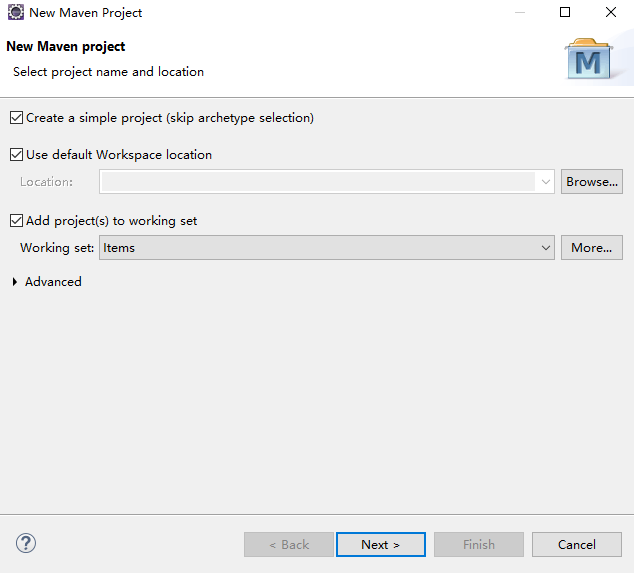 New Maven Project
New Maven project
Select project name and location
M
Create a simple project (skip archetype selection)
Use default Workspace location
Location:
Browse...
Add project(s) to working set
Working set: Items
More...
Advanced
?
< Back
Next >
Finish
Cancel